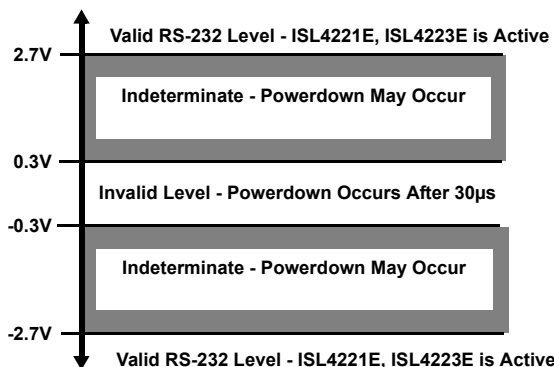 Valid RS-232 Level - ISL4221E, ISL4223E is Active
2.7V
Indeterminate - Powerdown May Occur
0.3V
Invalid Level - Powerdown Occurs After 30µs
-0.3V
Indeterminate - Powerdown May Occur
-2.7V
Valid RS-232 Level - ISL4221E, ISL4223E is Active